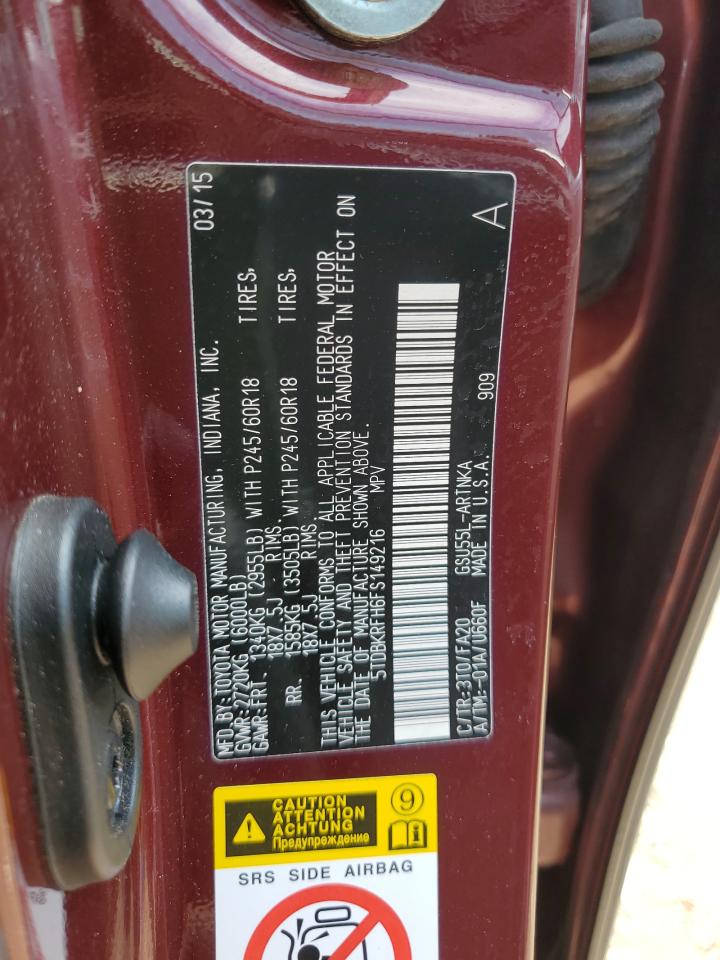 MFD.BY:TOYOTA MOTOR MANUFACTURING, INDIANA, INC. 03/15
GVWR:2720KG (6000LB)
GAWR:FRT. 1340KG (2955LB) WITH P245/60R18 TIRES,
18X7.5J RIMS.
RR. 1585KG (3505LB) WITH P245/60R18 TIRES,
18X7.5J RIMS.
THIS VEHICLE CONFORMS TO ALL APPLICABLE FEDERAL MOTOR
VEHICLE SAFETY AND THEFT PREVENTION STANDARDS IN EFFECT ON
THE DATE OF MANUFACTURE SHOWN ABOVE.
5TDBKRFH6FS149216 MPV
C/TR:3T0/FA20 GSU55L-ARTNKA
A/TM:-01A/U660F MADE IN U.S.A. 909 A
CAUTION
ATTENTION
ACHTUNG
Предупреждение
9
SRS SIDE AIRBAG